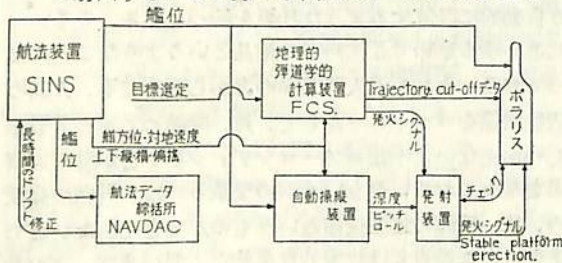 艦位
航法装置
SINS
地理的
弾道学的
計算装置
FCS.
目標選定
Trajectory, cut-offデータ
ポラリス
発火シグナル
艦方位・対地速度
上下・縦・横・偏揺
艦位
長時間のドリフト
修正
航法データ
綜括所
NAVDAC
自動操縦
装置
深度
ピッチ
ロール
発射
装置
チェック
発火シグナル
Stable platform
erection.